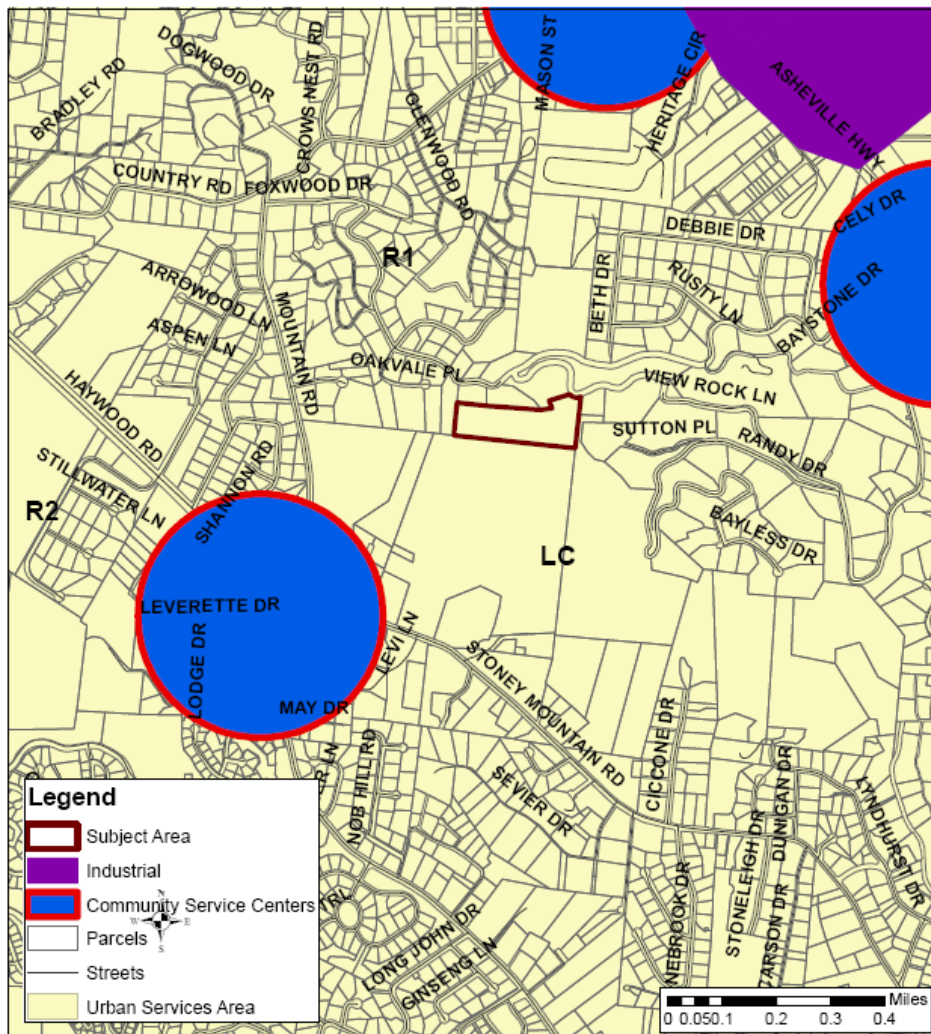 MASON ST
HERITAGE CIR
ASHEVILLE HWY
DOGWOOD DR
CROWS NEST RD
BRADLEY RD
GLENWOOD RD
COUNTRY RD
FOXWOOD DR
CELY DR
DEBBIE DR
R1
BETH DR
RUSTY LN
BAYSTONE DR
ARROWOOD LN
MOUNTAIN RD
ASPEN LN
OAKVALE PL
VIEW ROCK LN
HAYWOOD RD
SUTTON PL
RANDY DR
STILLWATER LN
SHANNON RD
R2
BAYLESS DR
LC
LEVERETTE DR
LEVI LN
LODGE DR
STONEY MOUNTAIN RD
MAY DR
CICCONE DR
NOB HILL RD
SEVIER DR
DUNIGAN DR
LYNDHURST DR
STONELEIGH DR
NEBROOK DR
CARSON DR
TRL
LONG JOHN DR
GINSENG LN
Legend
Subject Area
Industrial
Community Service Centers
N
W E
S
Parcels
Streets
Urban Services Area
Miles
0 0.05 0.1 0.2 0.3 0.4